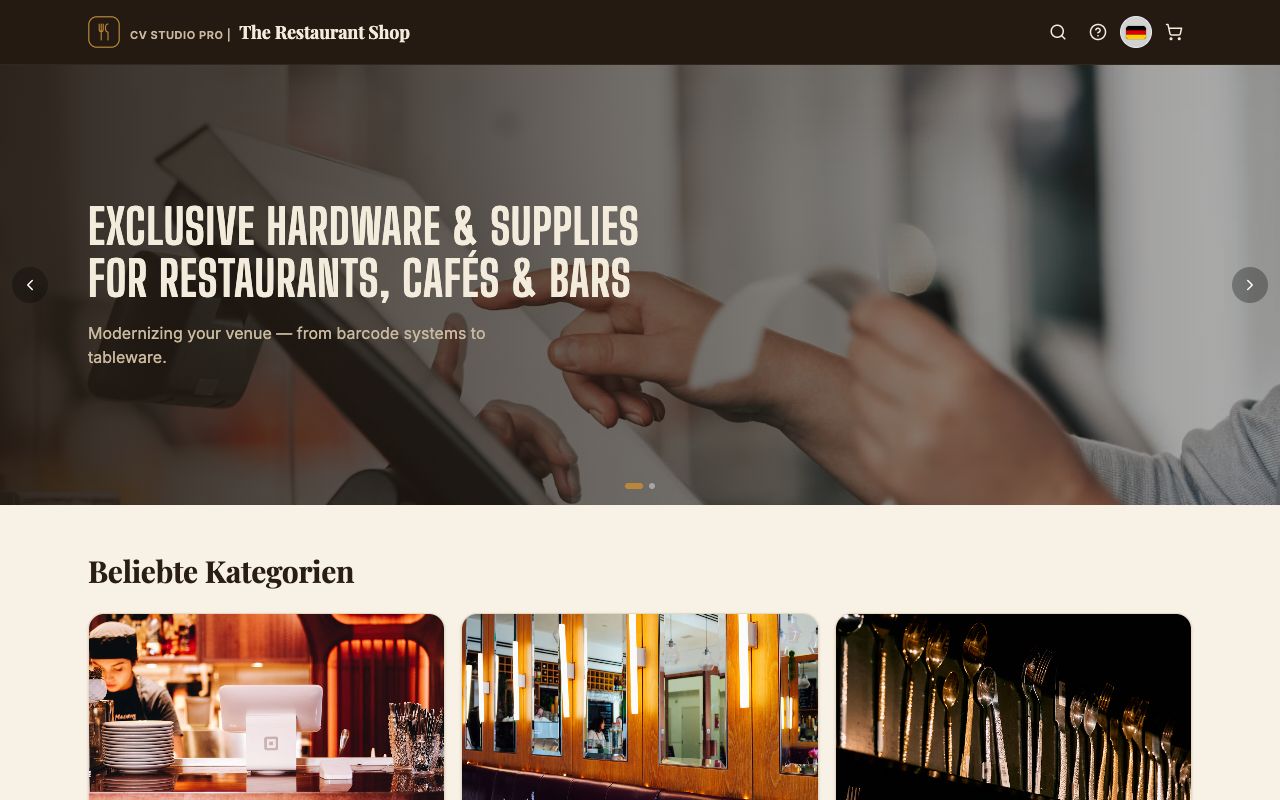 CV STUDIO PRO | The Restaurant Shop
EXCLUSIVE HARDWARE & SUPPLIES
FOR RESTAURANTS, CAFÉS & BARS
Modernizing your venue — from barcode systems to
tableware.
Beliebte Kategorien